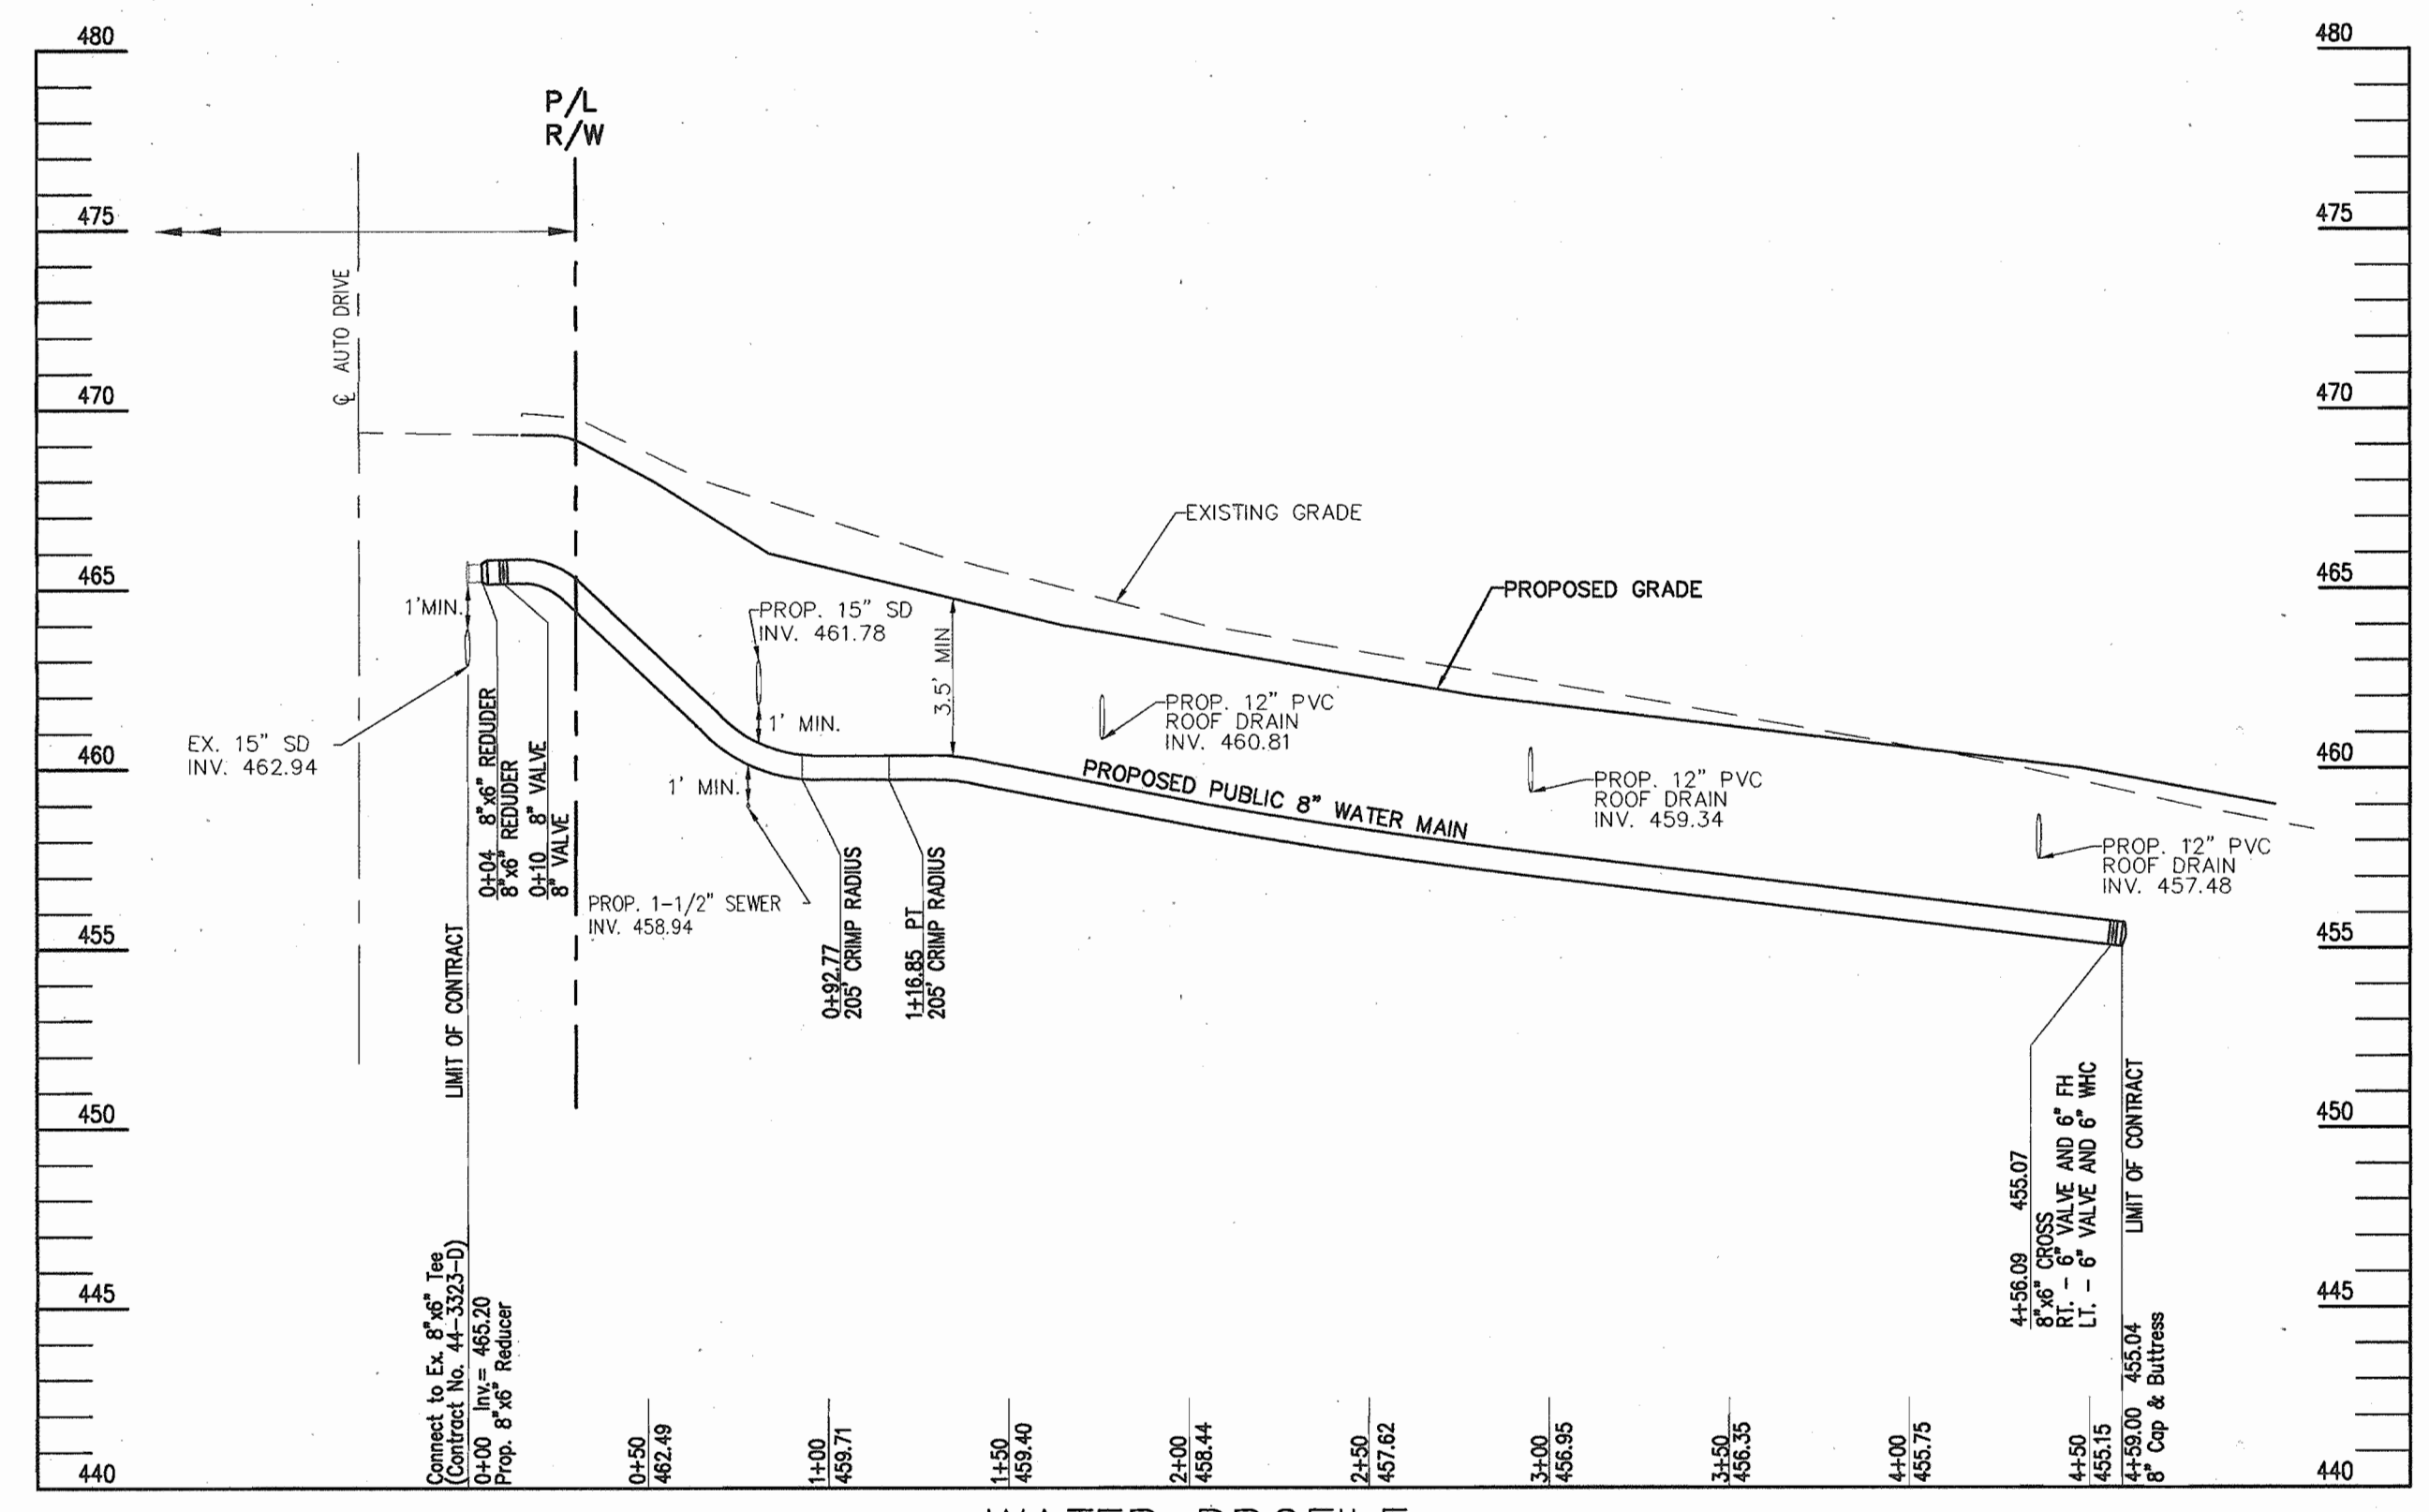 480
480
P/L
R/W
475
475
℄ AUTO DRIVE
470
470
EXISTING GRADE
465
465
PROPOSED GRADE
1'MIN.
PROP. 15" SD
INV. 461.78
3.5' MIN
1' MIN.
PROP. 12" PVC
ROOF DRAIN
INV. 460.81
EX. 15" SD
INV. 462.94
460
460
PROPOSED PUBLIC 8" WATER MAIN
PROP. 12" PVC
ROOF DRAIN
INV. 459.34
1' MIN.
0+04 8"x6" REDUDER
8"x6" REDUDER
0+10 8" VALVE
8" VALVE
PROP. 12" PVC
ROOF DRAIN
INV. 457.48
PROP. 1-1/2" SEWER
INV. 458.94
455
455
LIMIT OF CONTRACT
0+92.77
205' CRIMP RADIUS
1+16.85 PT
205' CRIMP RADIUS
450
450
4+56.09 455.07
8"x6" CROSS
RT. - 6" VALVE AND 6" FH
LT. - 6" VALVE AND 6" WHC
LIMIT OF CONTRACT
445
445
Connect to Ex. 8"x6" Tee
(Contract No. 44-3323-D)
0+00 Inv.= 465.20
Prop. 8"x6" Reducer
0+50
462.49
1+00
459.71
1+50
459.40
2+00
458.44
2+50
457.62
3+00
456.95
3+50
456.35
4+00
455.75
4+50
455.15
4+59.00 455.04
8" Cap & Buttress
440
440
WATER PROFILE